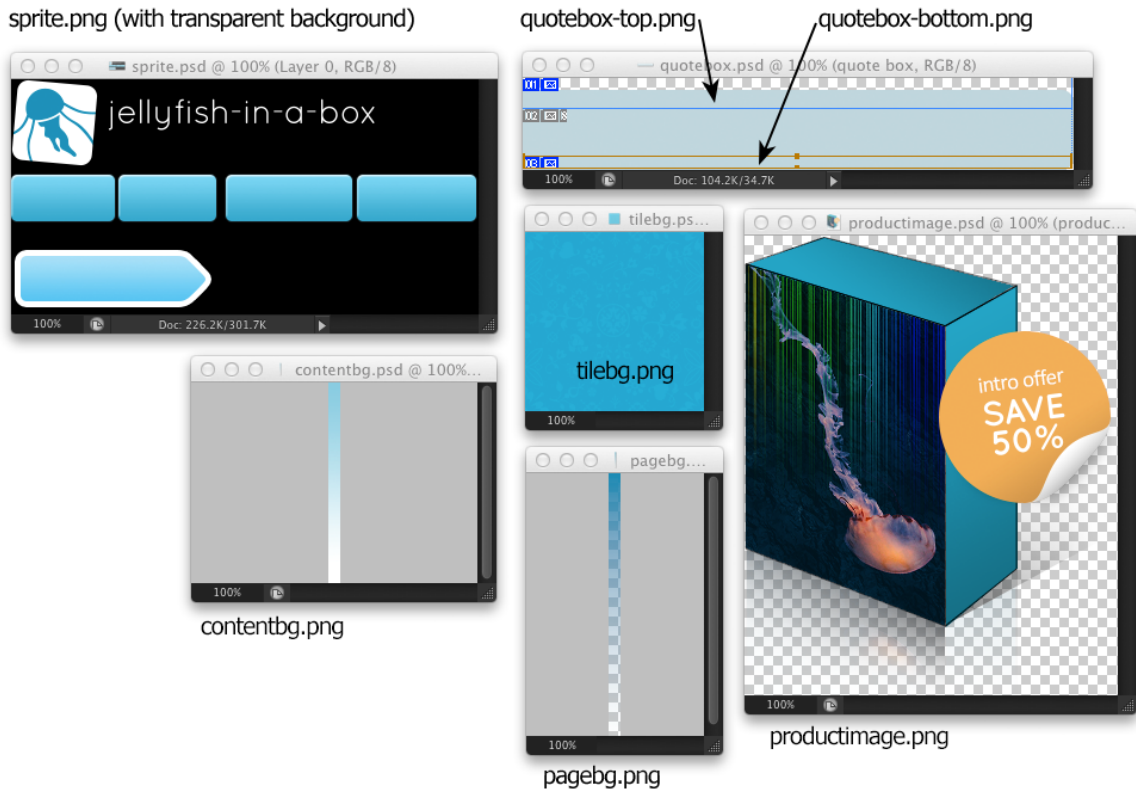 sprite.png (with transparent background)
quotebox-top.png
quotebox-bottom.png
sprite.psd @ 100% (Layer 0, RGB/8)
jellyfish-in-a-box
100%
Doc: 226.2K/301.7K
quotebox.psd @ 100% (quote box, RGB/8)
01
02
03
100%
Doc: 104.2K/34.7K
tilebg.ps...
tilebg.png
100%
productimage.psd @ 100% (produc...
intro offer
SAVE
50%
100%
productimage.png
contentbg.psd @ 100%...
100%
contentbg.png
pagebg....
100%
pagebg.png